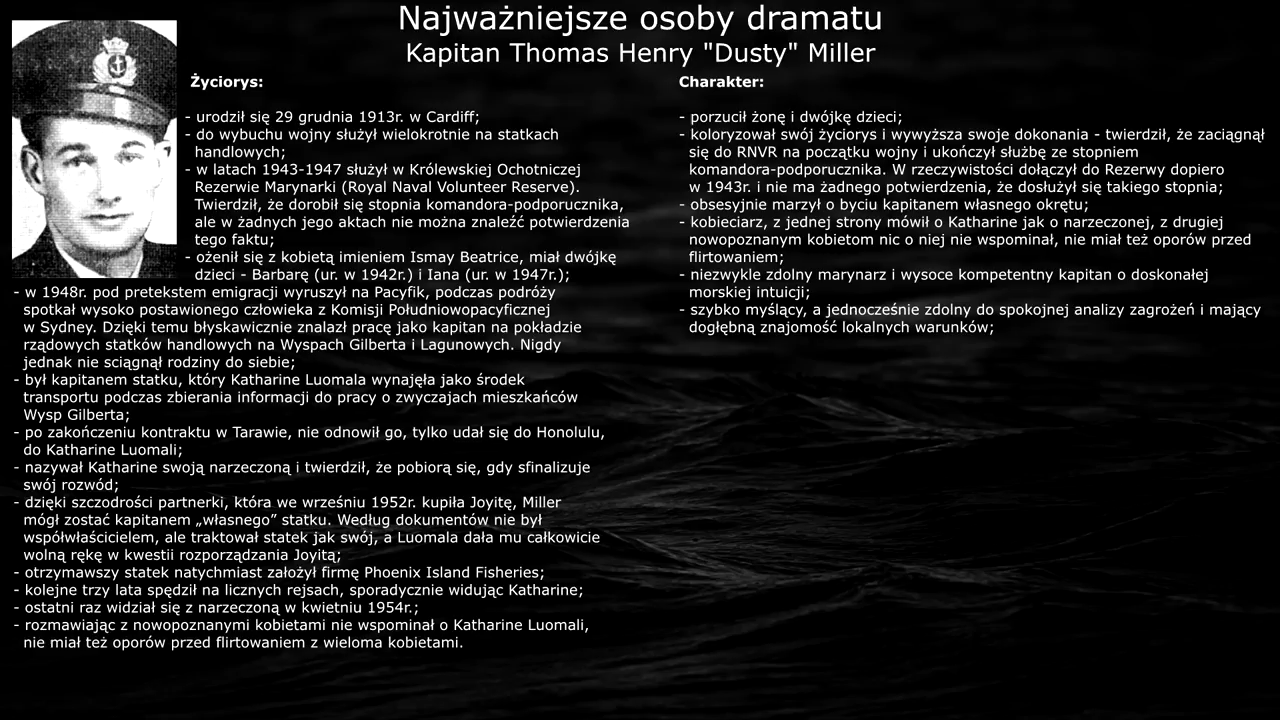 Najważniejsze osoby dramatu
Kapitan Thomas Henry "Dusty" Miller
Życiorys:
- urodził się 29 grudnia 1913r. w Cardiff;
- do wybuchu wojny służył wielokrotnie na statkach
handlowych;
- w latach 1943-1947 służył w Królewskiej Ochotniczej
Rezerwie Marynarki (Royal Naval Volunteer Reserve).
Twierdził, że dorobił się stopnia komandora-podporucznika,
ale w żadnych jego aktach nie można znaleźć potwierdzenia
tego faktu;
- ożenił się z kobietą imieniem Ismay Beatrice, miał dwójkę
dzieci - Barbarę (ur. w 1942r.) i Iana (ur. w 1947r.);
- w 1948r. pod pretekstem emigracji wyruszył na Pacyfik, podczas podróży
spotkał wysoko postawionego człowieka z Komisji Południowopacyficznej
w Sydney. Dzięki temu błyskawicznie znalazł pracę jako kapitan na pokładzie
rządowych statków handlowych na Wyspach Gilberta i Lagunowych. Nigdy
jednak nie sciągnął rodziny do siebie;
- był kapitanem statku, który Katharine Luomala wynajęła jako środek
transportu podczas zbierania informacji do pracy o zwyczajach mieszkańców
Wysp Gilberta;
- po zakończeniu kontraktu w Tarawie, nie odnowił go, tylko udał się do Honolulu,
do Katharine Luomali;
- nazywał Katharine swoją narzeczoną i twierdził, że pobiorą się, gdy sfinalizuje
swój rozwód;
- dzięki szczodrości partnerki, która we wrześniu 1952r. kupiła Joyitę, Miller
mógł zostać kapitanem „własnego” statku. Według dokumentów nie był
współwłaścicielem, ale traktował statek jak swój, a Luomala dała mu całkowicie
wolną rękę w kwestii rozporządzania Joyitą;
- otrzymawszy statek natychmiast założył firmę Phoenix Island Fisheries;
- kolejne trzy lata spędził na licznych rejsach, sporadycznie widując Katharine;
- ostatni raz widział się z narzeczoną w kwietniu 1954r.;
- rozmawiając z nowopoznanymi kobietami nie wspominał o Katharine Luomali,
nie miał też oporów przed flirtowaniem z wieloma kobietami.
Charakter:
- porzucił żonę i dwójkę dzieci;
- koloryzował swój życiorys i wywyższa swoje dokonania - twierdził, że zaciągnął
się do RNVR na początku wojny i ukończył służbę ze stopniem
komandora-podporucznika. W rzeczywistości dołączył do Rezerwy dopiero
w 1943r. i nie ma żadnego potwierdzenia, że dosłużył się takiego stopnia;
- obsesyjnie marzył o byciu kapitanem własnego okrętu;
- kobieciarz, z jednej strony mówił o Katharine jak o narzeczonej, z drugiej
nowopoznanym kobietom nic o niej nie wspominał, nie miał też oporów przed
flirtowaniem;
- niezwykle zdolny marynarz i wysoce kompetentny kapitan o doskonałej
morskiej intuicji;
- szybko myślący, a jednocześnie zdolny do spokojnej analizy zagrożeń i mający
dogłębną znajomość lokalnych warunków;